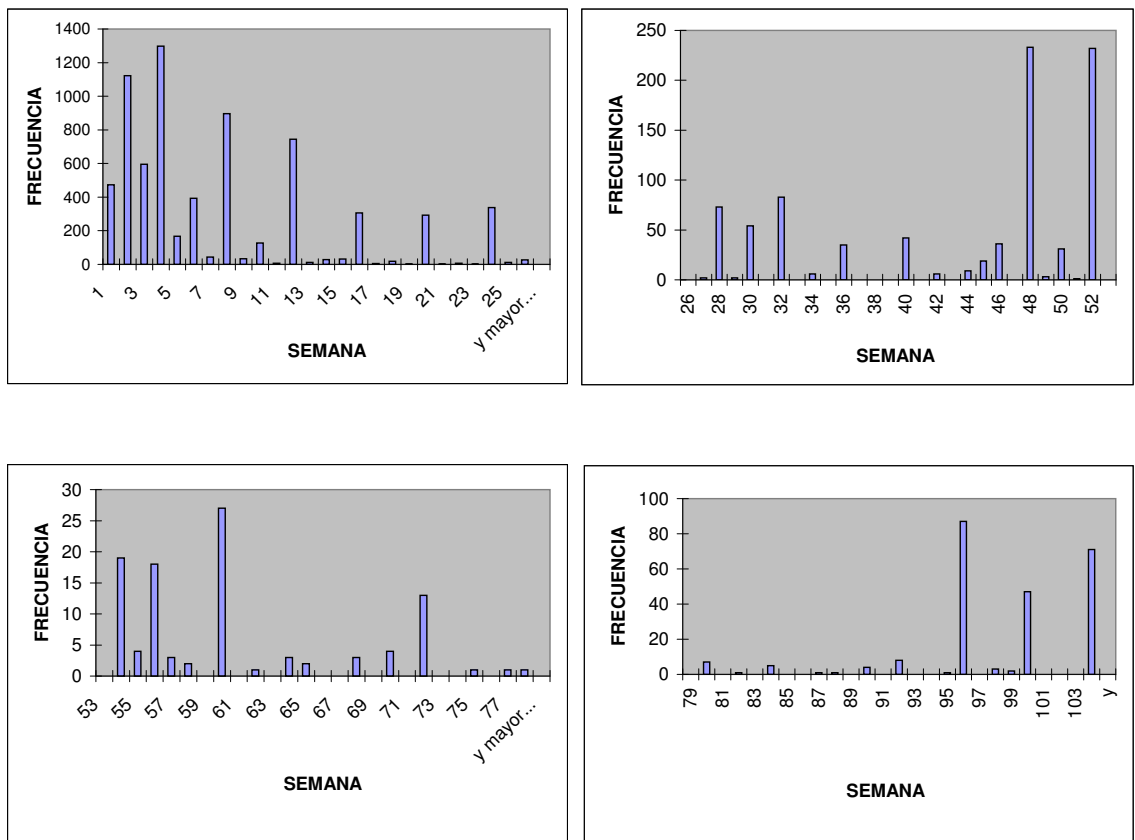 FRECUENCIA
1400
1200
1000
800
600
400
200
0
1 3 5 7 9 11 13 15 17 19 21 23 25 y mayor...
SEMANA
FRECUENCIA
250
200
150
100
50
0
26 28 30 32 34 36 38 40 42 44 46 48 50 52
SEMANA
FRECUENCIA
30
25
20
15
10
5
0
53 55 57 59 61 63 65 67 69 71 73 75 77 y mayor...
SEMANA
FRECUENCIA
100
80
60
40
20
0
79 81 83 85 87 89 91 93 95 97 99 101 103 y
SEMANA